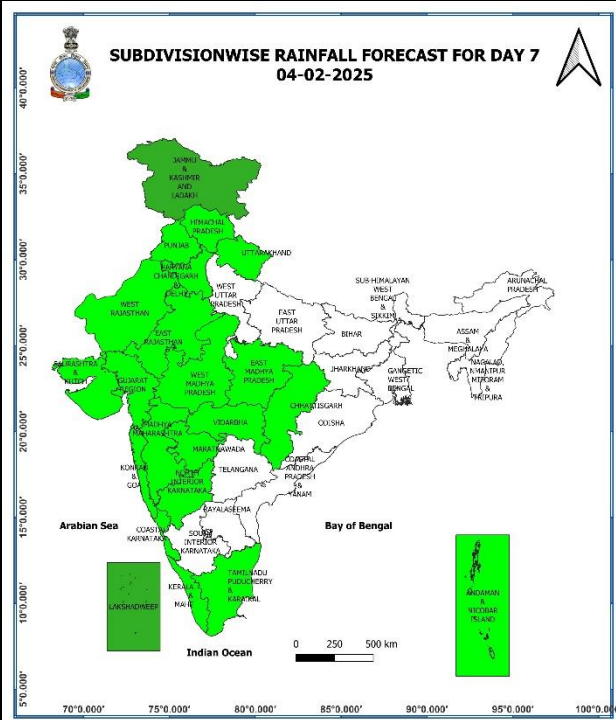 SUBDIVISIONWISE RAINFALL FORECAST FOR DAY 7
04-02-2025
40°0.000'
35°0.000'
30°0.000'
25°0.000'
20°0.000'
15°0.000'
10°0.000'
5°0.000'
JAMMU
&
KASHMIR
AND
LADAKH
HIMACHAL
PRADESH
PUNJAB
UTTARAKHAND
HARYANA
CHANDIGARH
&
DELHI
WEST
UTTAR
PRADESH
WEST
RAJASTHAN
EAST
RAJASTHAN
EAST
UTTAR
PRADESH
BIHAR
SUB-HIMALAYAN
WEST
BENGAL
&
SIKKIM
ARUNACHAL
PRADESH
ASSAM
&
MEGHALAYA
SAURASHTRA
&
KUTCH
GUJARAT
REGION
WEST
MADHYA
PRADESH
EAST
MADHYA
PRADESH
JHARKHAND
GANGETIC
WEST
BENGAL
CHHATTISGARH
ODISHA
MADHYA
MAHARASHTRA
VIDARBHA
MARATHWADA
KONKAN
&
GOA
NORTH
INTERIOR
KARNATAKA
TELANGANA
COASTAL
ANDHRA
PRADESH
&
YANAM
RAYALASEEMA
Arabian Sea
Bay of Bengal
COASTAL
KARNATAKA
SOUTH
INTERIOR
KARNATAKA
TAMILNADU
PUDUCHERRY
&
KARAIKAL
KERALA
&
MAHE
LAKSHADWEEP
ANDAMAN
&
NICOBAR
ISLAND
Indian Ocean
0 250 500 km
70°0.000' 75°0.000' 80°0.000' 85°0.000' 90°0.000' 95°0.000' 100°0.000